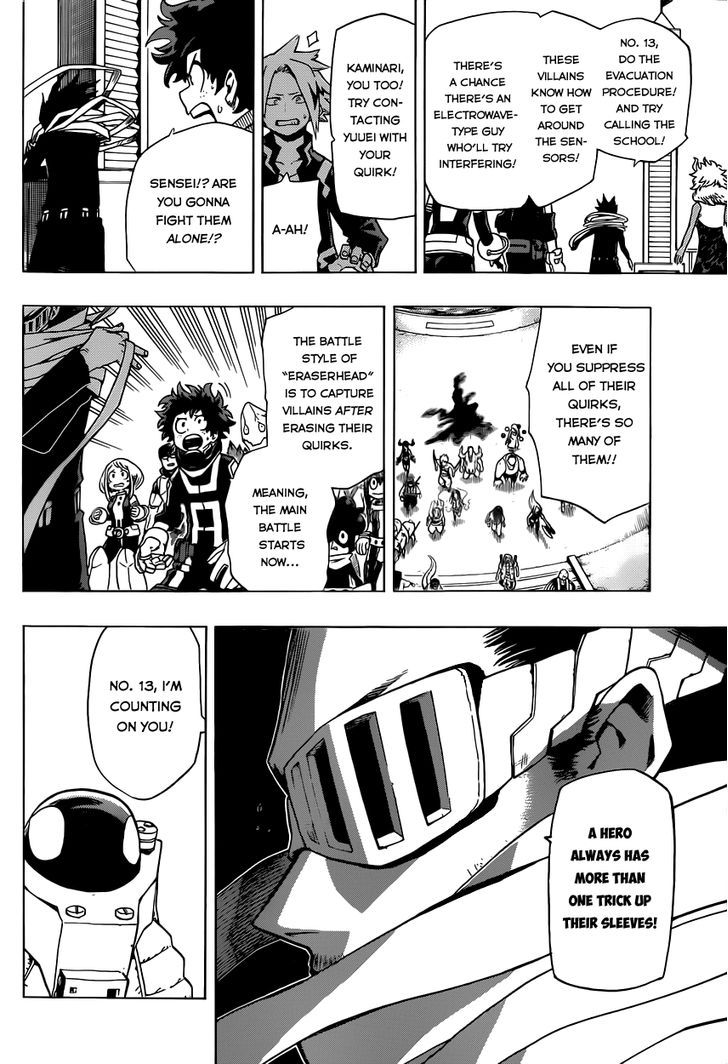 NO. 13,
DO THE
EVACUATION
PROCEDURE!
AND TRY
CALLING THE
SCHOOL!
THESE
VILLAINS
KNOW HOW
TO GET
AROUND
THE SEN-
SORS!
THERE'S
A CHANCE
THERE'S AN
ELECTROWAVE-
TYPE GUY
WHO'LL TRY
INTERFERING!
KAMINARI,
YOU TOO!
TRY CON-
TACTING
YUUEI WITH
YOUR
QUIRK!
A-AH!
SENSEI!? ARE
YOU GONNA
FIGHT THEM
ALONE!?
EVEN IF
YOU SUPPRESS
ALL OF THEIR
QUIRKS,
THERE'S SO
MANY OF
THEM!!
THE BATTLE
STYLE OF
"ERASERHEAD"
IS TO CAPTURE
VILLAINS AFTER
ERASING THEIR
QUIRKS.
MEANING,
THE MAIN
BATTLE
STARTS
NOW...
A HERO
ALWAYS HAS
MORE THAN
ONE TRICK UP
THEIR SLEEVES!
NO. 13, I'M
COUNTING
ON YOU!